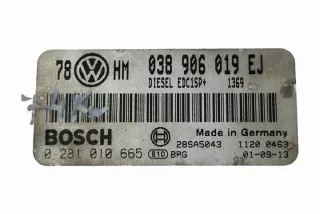 78 HM 038 906 019 EJ
DIESEL EDC15P+ 1369
BOSCH
Made in Germany
28SA5043 1120 0463
0 281 010 665 610 BPG 01-09-13